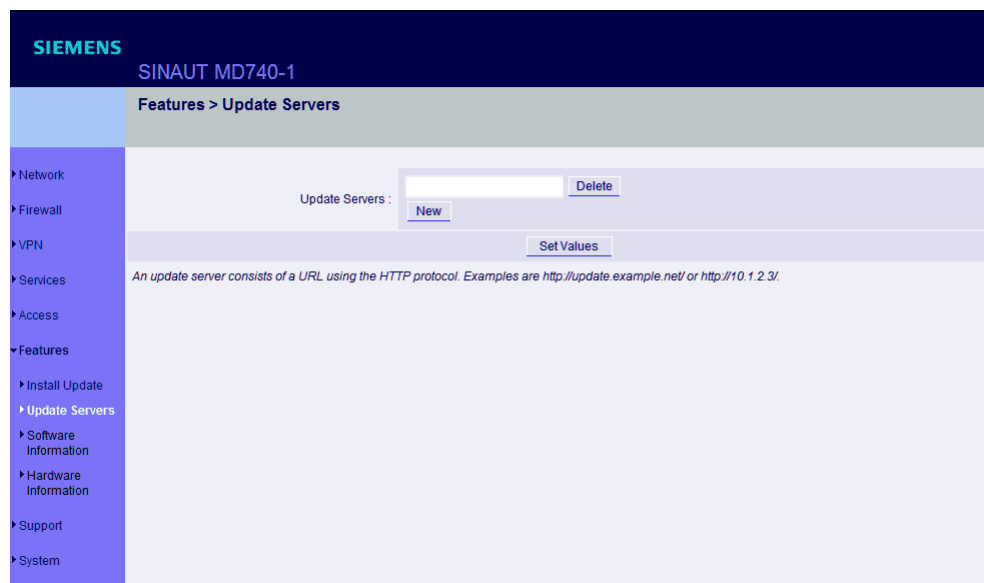 SIEMENS
SINAUT MD740-1
Features > Update Servers
Network
Firewall
VPN
Services
Access
Features
Install Update
Update Servers
Software
Information
Hardware
Information
Support
System
Update Servers :
Delete
New
Set Values
An update server consists of a URL using the HTTP protocol. Examples are http://update.example.net/ or http://10.1.2.3/.